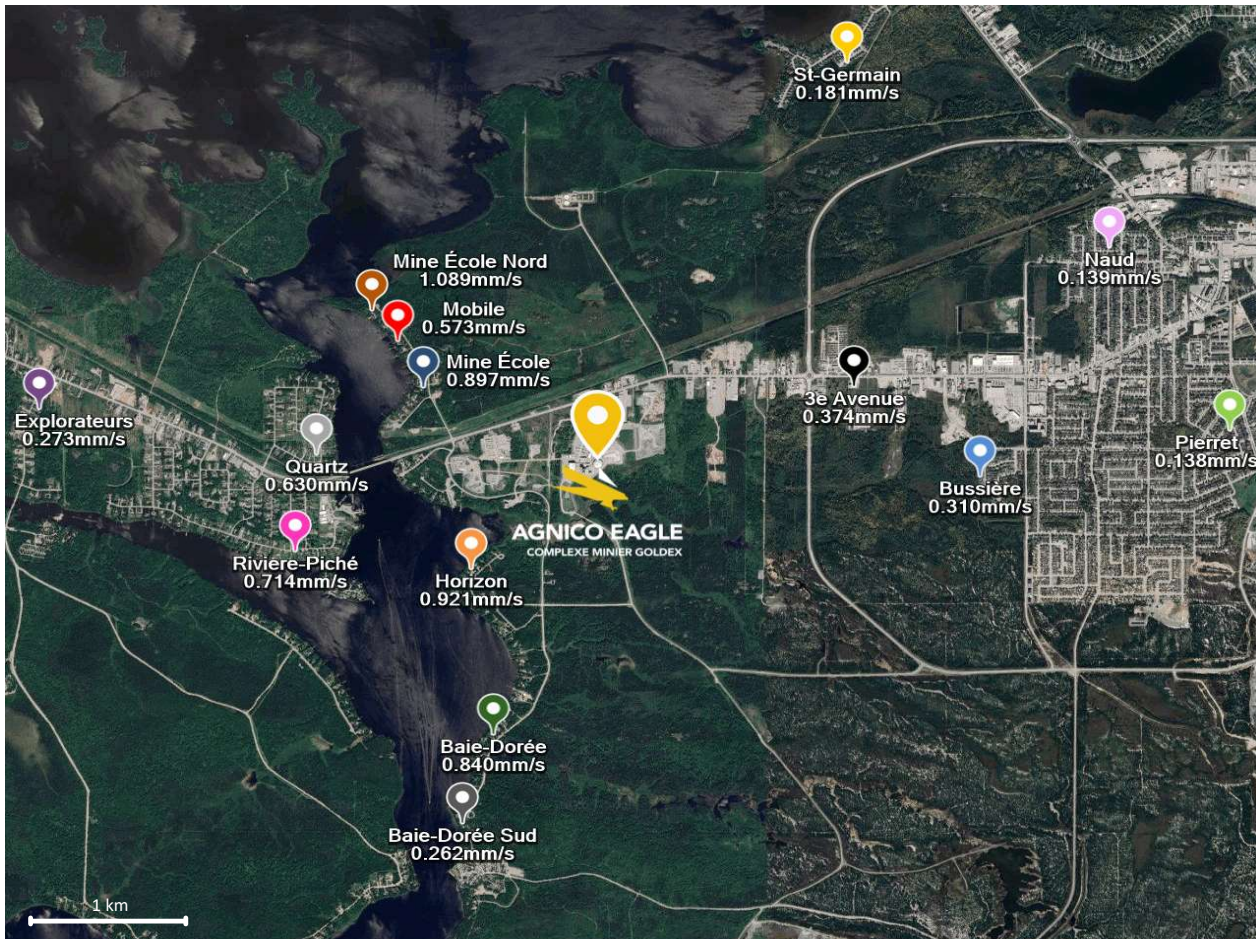 St-Germain
0.181mm/s
Naud
0.139mm/s
Mine École Nord
1.089mm/s
Mobile
0.573mm/s
Mine École
0.897mm/s
3e Avenue
0.374mm/s
Explorateurs
0.273mm/s
Quartz
0.630mm/s
Pierret
0.138mm/s
Bussière
0.310mm/s
AGNICO EAGLE
COMPLEXE MINIER GOLDEX
Riviere-Piché
0.714mm/s
Horizon
0.921mm/s
Baie-Dorée
0.840mm/s
Baie-Dorée Sud
0.262mm/s
1 km